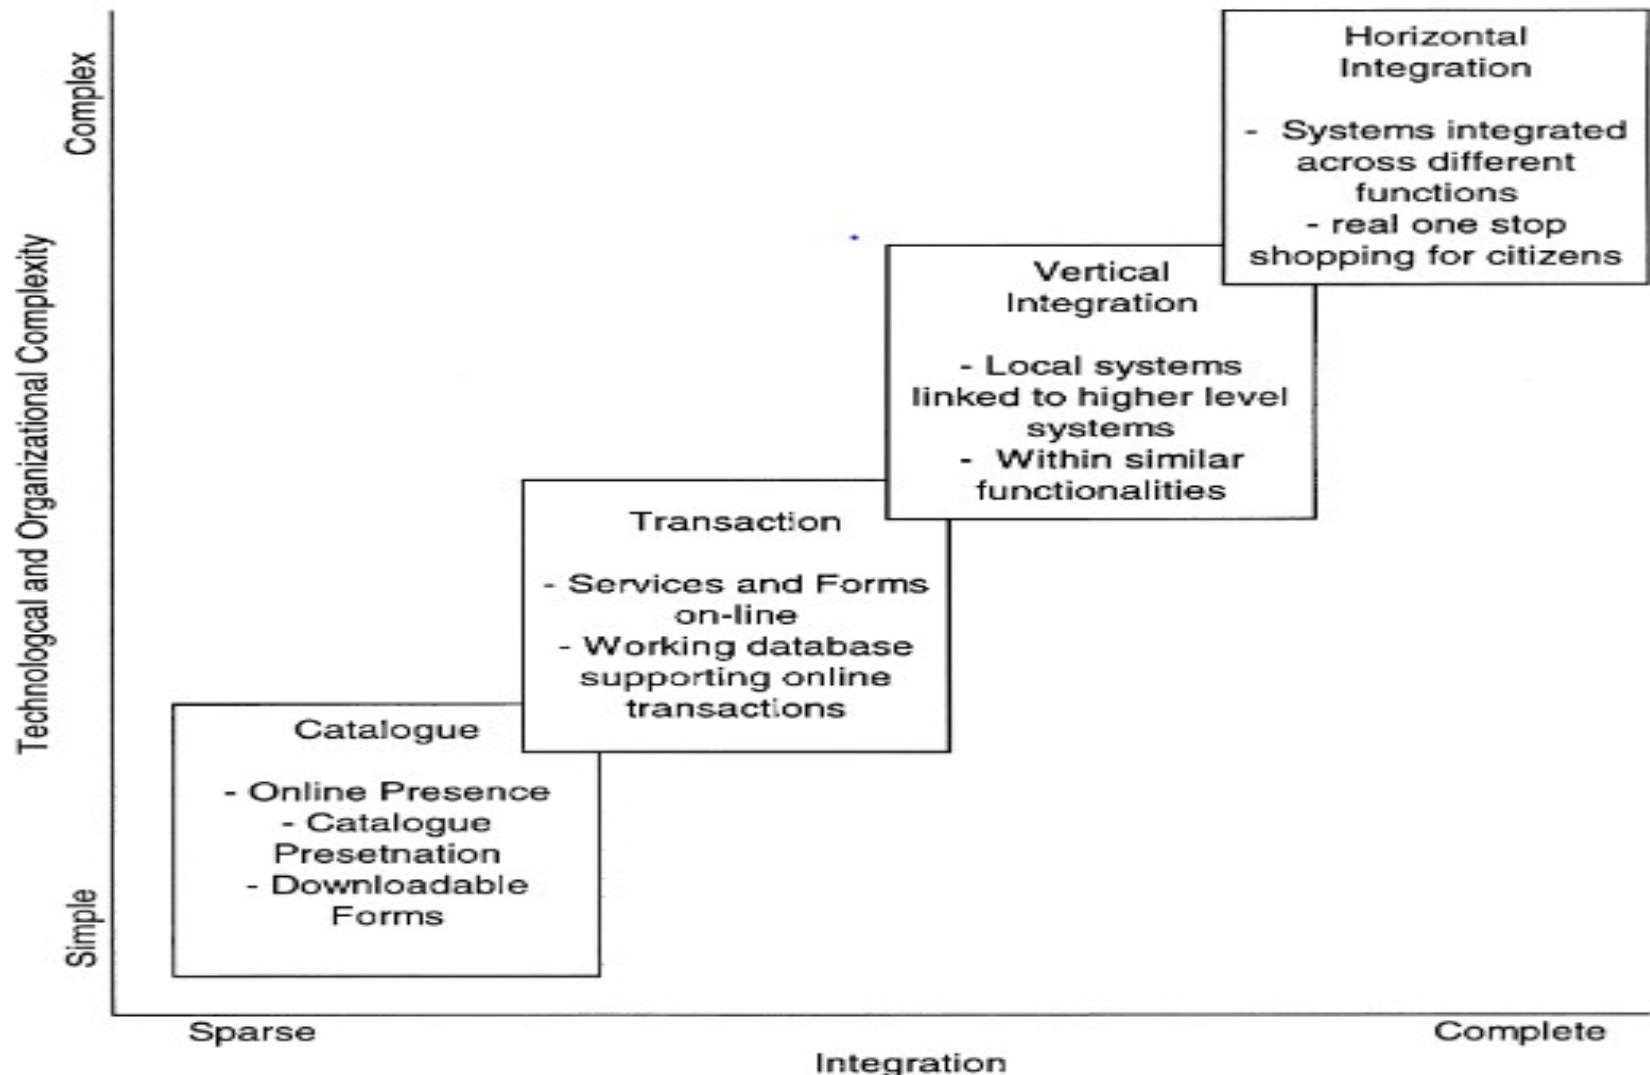 Complex
Technologcal and Organizational Complexity
Simple
Horizontal
Integration
- Systems integrated
across different
functions
- real one stop
shopping for citizens
Vertical
Integration
- Local systems
linked to higher level
systems
- Within similar
functionalities
Transaction
- Services and Forms
on-line
- Working database
supporting online
transactions
Catalogue
- Online Presence
- Catalogue
Presetnation
- Downloadable
Forms
Sparse
Complete
Integration